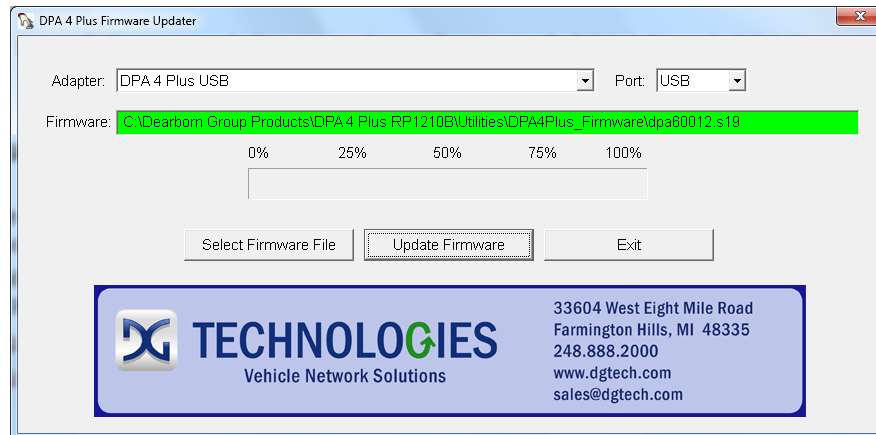 DPA 4 Plus Firmware Updater
Adapter: DPA 4 Plus USB Port: USB
Firmware: C:\Dearborn Group Products\DPA 4 Plus RP1210B\Utilities\DPA4Plus_Firmware\dpa60012.s19
0% 25% 50% 75% 100%
Select Firmware File Update Firmware Exit
DG TECHNOLOGIES
Vehicle Network Solutions
33604 West Eight Mile Road
Farmington Hills, MI 48335
248.888.2000
www.dgtech.com
sales@dgtech.com